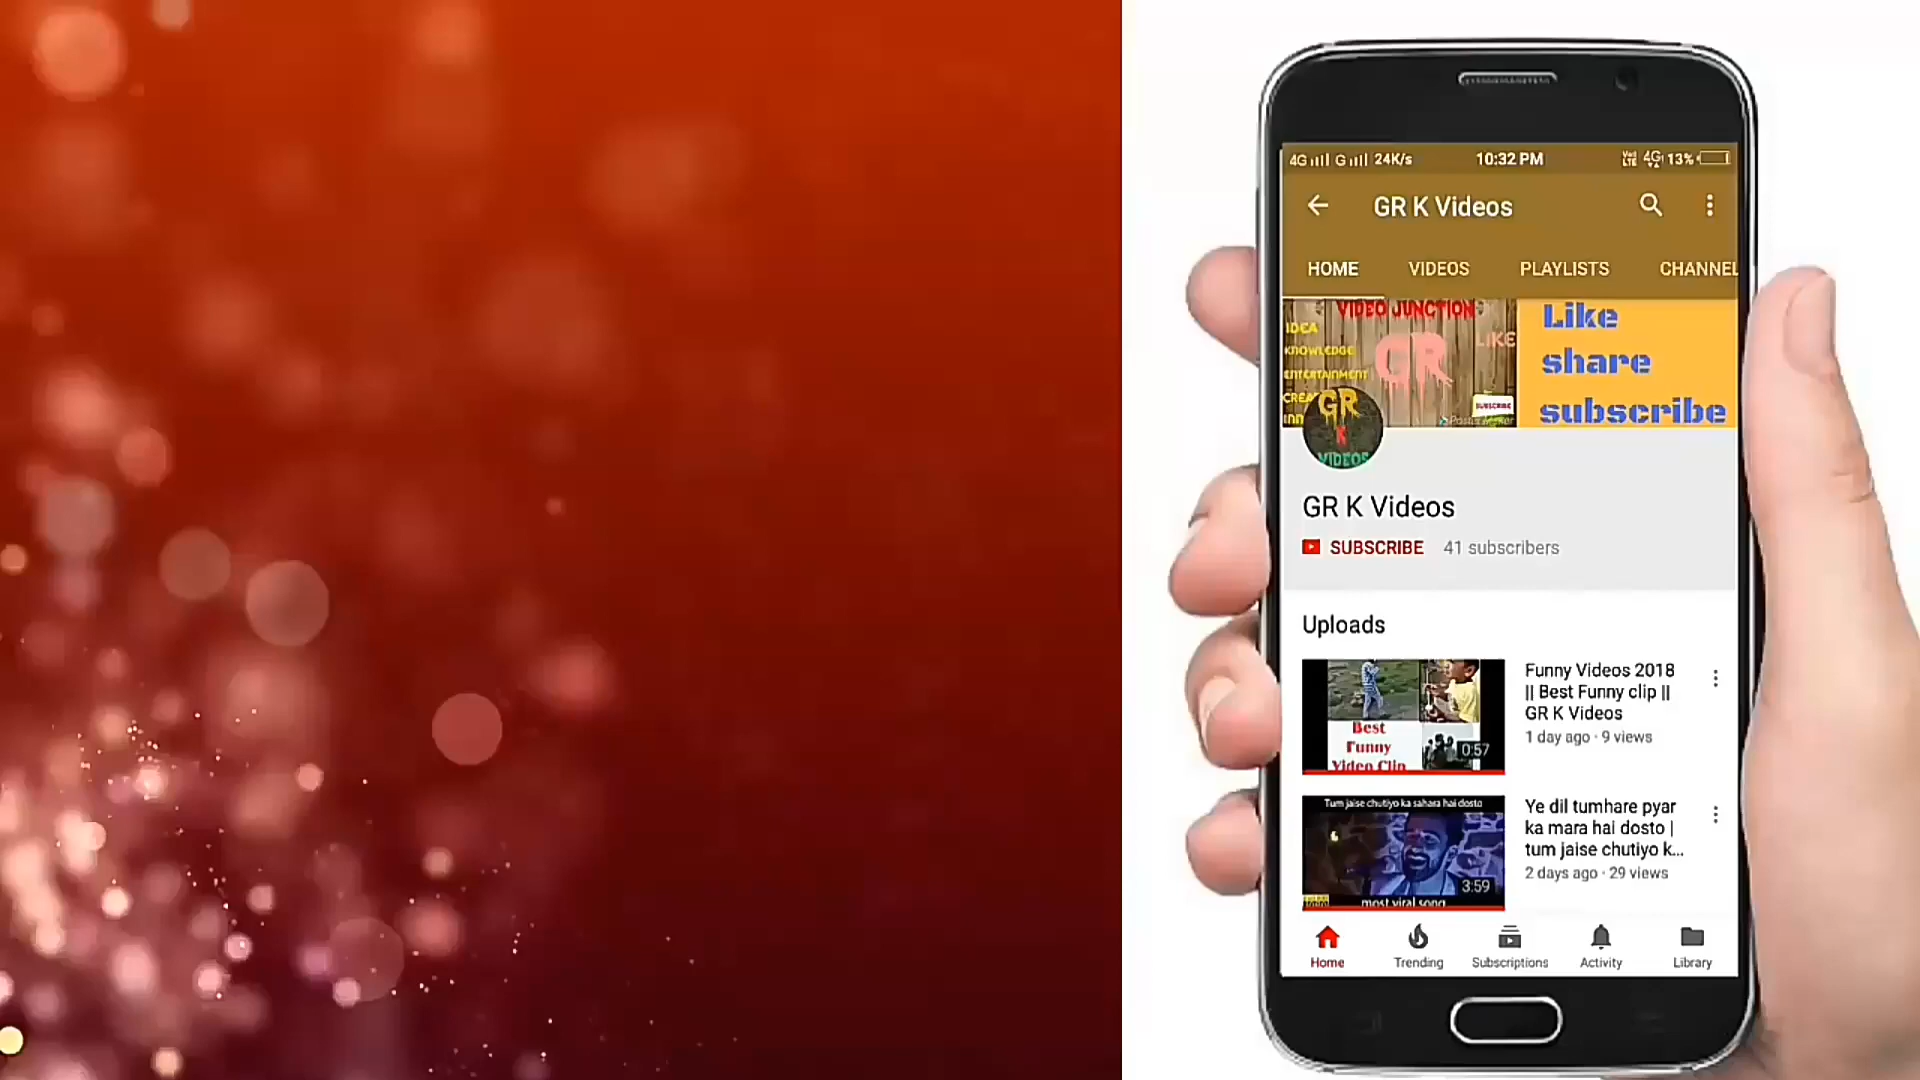 4G G 24K/s 10:32 PM VoLTE 4G 13%
GR K Videos
HOME VIDEOS PLAYLISTS CHANNEL
VIDEO JUNCTION
IDEA
KNOWLEDGE
ENTERTAINMENT
GR
LIKE
SUBSCRIBE
Like
share
subscribe
GR
K
VIDEOS
GR K Videos
SUBSCRIBE 41 subscribers
Uploads
Best
Funny
Video Clip
0:57
Funny Videos 2018
|| Best Funny clip ||
GR K Videos
1 day ago · 9 views
Tum jaise chutiyo ka sahara hai dosto
3:59
most viral song
Ye dil tumhare pyar
ka mara hai dosto |
tum jaise chutiyo k...
2 days ago · 29 views
Home Trending Subscriptions Activity Library